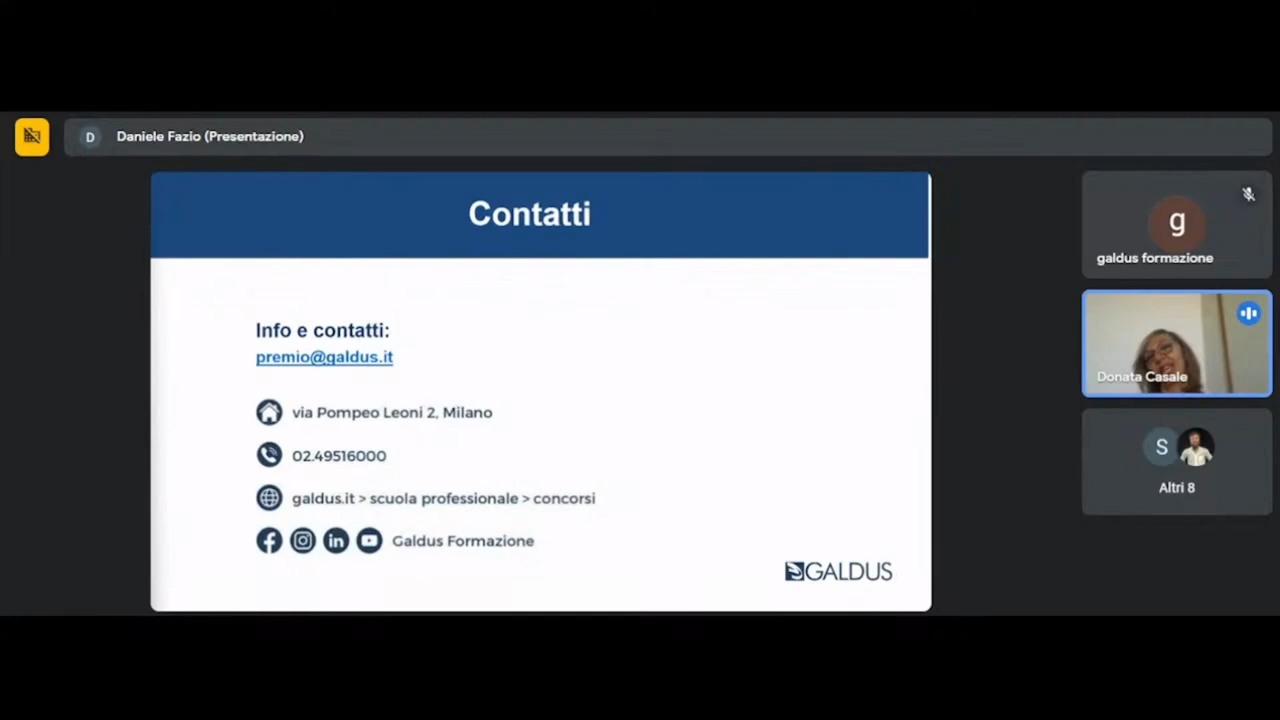 D Daniele Fazio (Presentazione)
Contatti
Info e contatti:
premio@galdus.it
via Pompeo Leoni 2, Milano
02.49516000
galdus.it > scuola professionale > concorsi
in Galdus Formazione
GALDUS
g
galdus formazione
Donata Casale
S
Altri 8